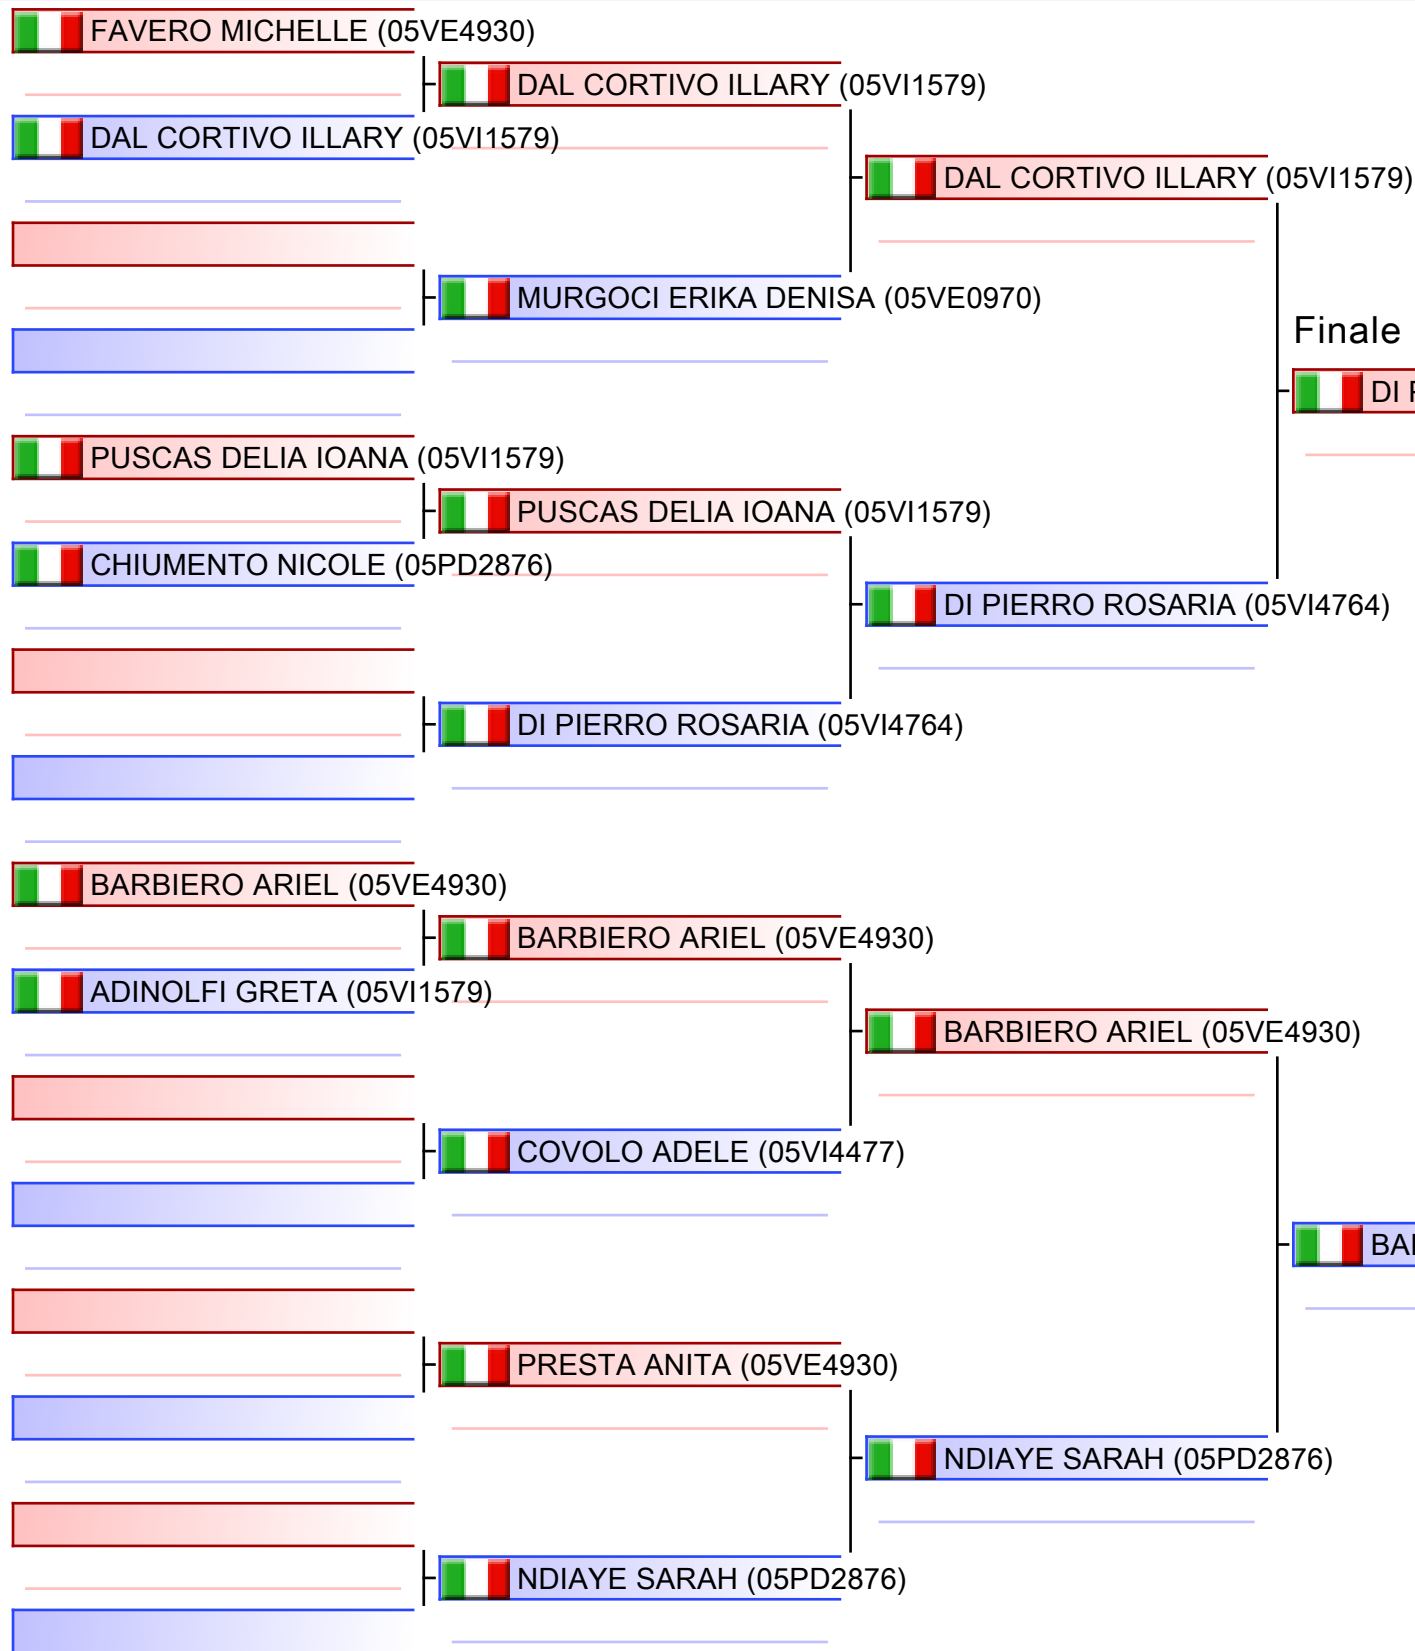 FAVERO MICHELLE (05VE4930)
DAL CORTIVO ILLARY (05VI1579)
DAL CORTIVO ILLARY (05VI1579)
DAL CORTIVO ILLARY (05VI1579)
MURGOCI ERIKA DENISA (05VE0970)
Finale
DI
PUSCAS DELIA IOANA (05VI1579)
PUSCAS DELIA IOANA (05VI1579)
CHIUMENTO NICOLE (05PD2876)
DI PIERRO ROSARIA (05VI4764)
DI PIERRO ROSARIA (05VI4764)
BARBIERO ARIEL (05VE4930)
BARBIERO ARIEL (05VE4930)
ADINOLFI GRETA (05VI1579)
BARBIERO ARIEL (05VE4930)
COVOLO ADELE (05VI4477)
PRESTA ANITA (05VE4930)
NDIAYE SARAH (05PD2876)
NDIAYE SARAH (05PD2876)